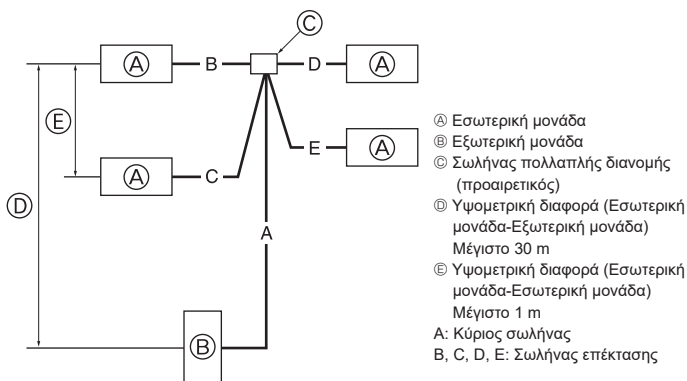 Ⓒ
Ⓐ B D Ⓐ
Ⓔ
Ⓐ C E Ⓐ
Ⓓ
A
Ⓑ
Ⓐ Εσωτερική μονάδα
Ⓑ Εξωτερική μονάδα
Ⓒ Σωλήνας πολλαπλής διανομής
(προαιρετικός)
Ⓓ Υψομετρική διαφορά (Εσωτερική
μονάδα-Εξωτερική μονάδα)
Μέγιστο 30 m
Ⓔ Υψομετρική διαφορά (Εσωτερική
μονάδα-Εσωτερική μονάδα)
Μέγιστο 1 m
A: Κύριος σωλήνας
B, C, D, E: Σωλήνας επέκτασης